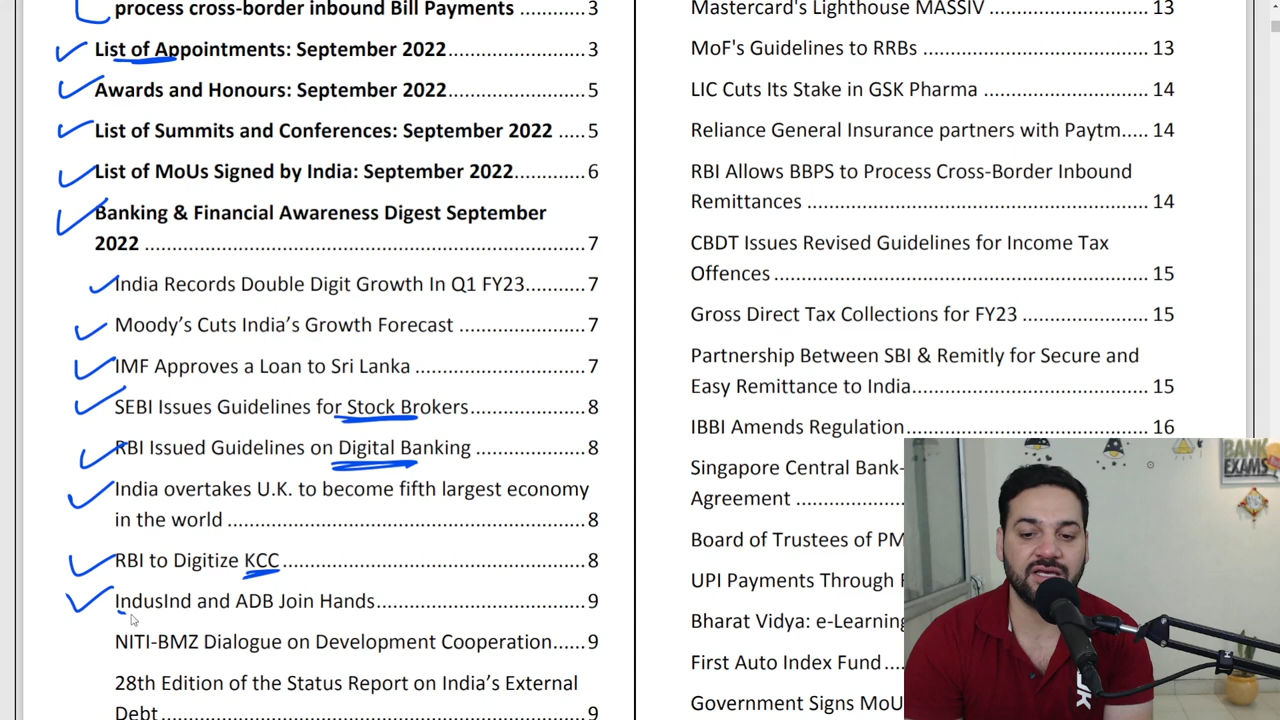 process cross-border inbound Bill Payments 3
List of Appointments: September 2022 3
Awards and Honours: September 2022 5
List of Summits and Conferences: September 2022 5
List of MoUs Signed by India: September 2022 6
Banking & Financial Awareness Digest September
2022 7
India Records Double Digit Growth In Q1 FY23 7
Moody's Cuts India's Growth Forecast 7
IMF Approves a Loan to Sri Lanka 7
SEBI Issues Guidelines for Stock Brokers 8
RBI Issued Guidelines on Digital Banking 8
India overtakes U.K. to become fifth largest economy
in the world 8
RBI to Digitize KCC 8
IndusInd and ADB Join Hands 9
NITI-BMZ Dialogue on Development Cooperation 9
28th Edition of the Status Report on India's External
Debt 9
Mastercard's Lighthouse MASSIV 13
MoF's Guidelines to RRBs 13
LIC Cuts Its Stake in GSK Pharma 14
Reliance General Insurance partners with Paytm 14
RBI Allows BBPS to Process Cross-Border Inbound
Remittances 14
CBDT Issues Revised Guidelines for Income Tax
Offences 15
Gross Direct Tax Collections for FY23 15
Partnership Between SBI & Remitly for Secure and
Easy Remittance to India 15
IBBI Amends Regulation 16
Singapore Central Bank-
Agreement
Board of Trustees of PM
UPI Payments Through
Bharat Vidya: e-Learning
First Auto Index Fund
Government Signs MoU
BANK
EXAMS